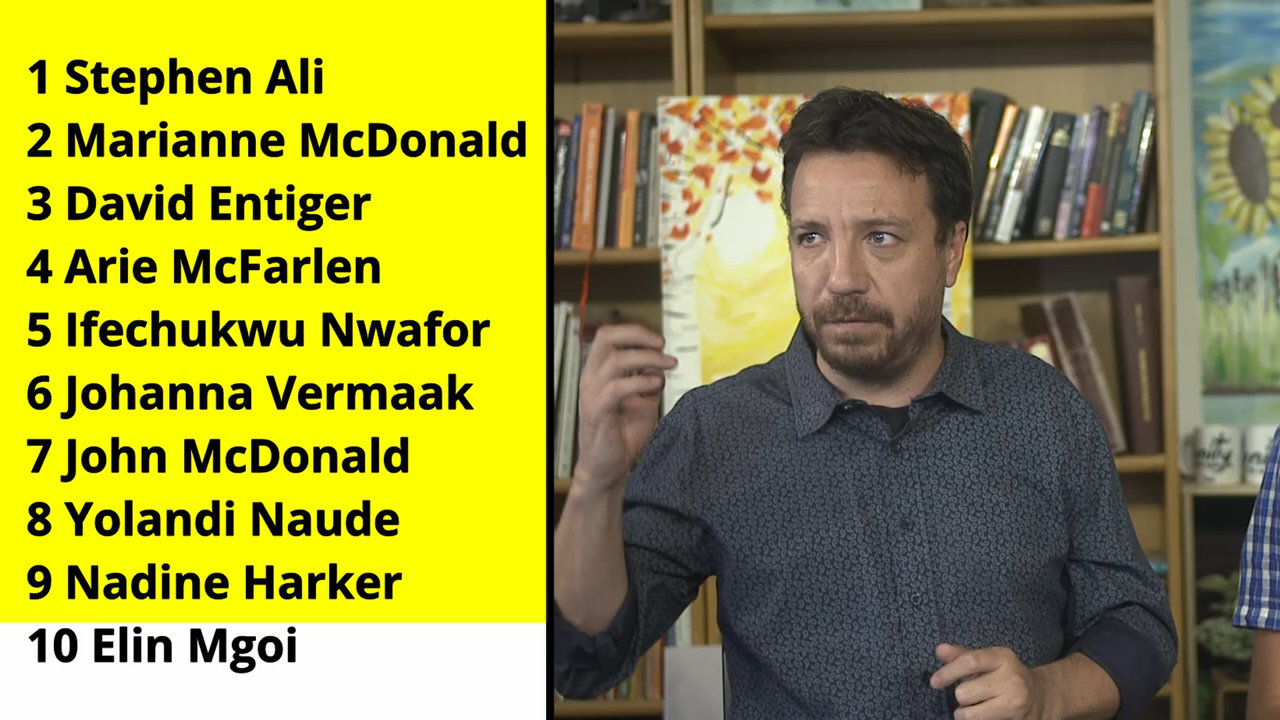 1 Stephen Ali
2 Marianne McDonald
3 David Entiger
4 Arie McFarlen
5 Ifechukwu Nwafor
6 Johanna Vermaak
7 John McDonald
8 Yolandi Naude
9 Nadine Harker
10 Elin Mgoi